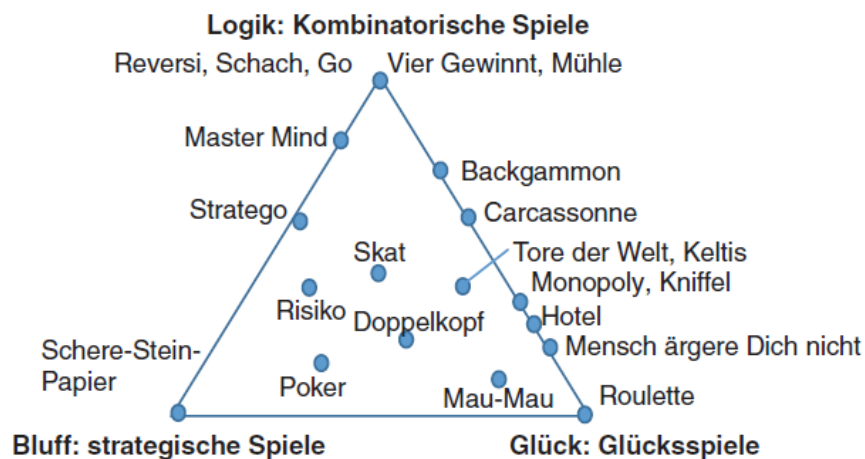 Logik: Kombinatorische Spiele
Reversi, Schach, Go
Vier Gewinnt, Mühle
Master Mind
Backgammon
Stratego
Carcassonne
Skat
Tore der Welt, Keltis
Monopoly, Kniffel
Risiko
Doppelkopf
Hotel
Schere-Stein-
Papier
Mensch ärgere Dich nicht
Poker
Mau-Mau
Roulette
Bluff: strategische Spiele
Glück: Glücksspiele